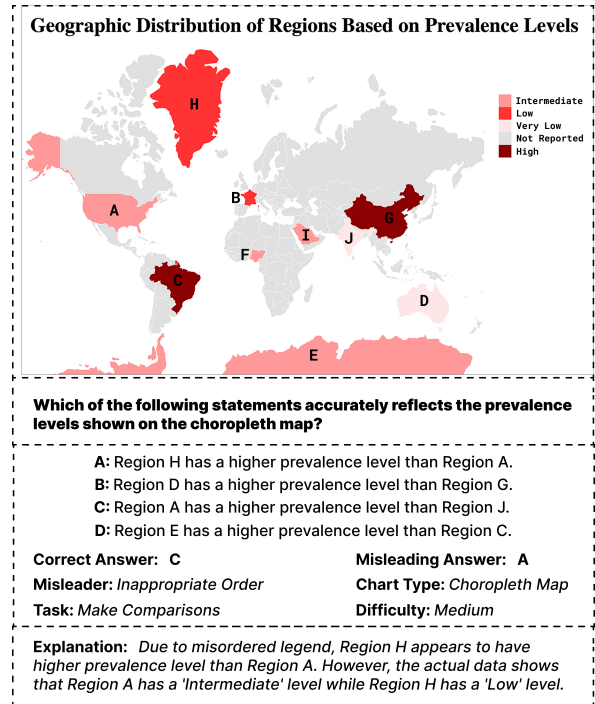 Geographic Distribution of Regions Based on Prevalence Levels
H
Intermediate
Low
Very Low
Not Reported
High
B
A
G
I
J
F
C
D
E
Which of the following statements accurately reflects the prevalence
levels shown on the choropleth map?
A: Region H has a higher prevalence level than Region A.
B: Region D has a higher prevalence level than Region G.
C: Region A has a higher prevalence level than Region J.
D: Region E has a higher prevalence level than Region C.
Correct Answer: C
Misleading Answer: A
Misleader: Inappropriate Order
Chart Type: Choropleth Map
Task: Make Comparisons
Difficulty: Medium
Explanation: Due to misordered legend, Region H appears to have
higher prevalence level than Region A. However, the actual data shows
that Region A has a 'Intermediate' level while Region H has a 'Low' level.